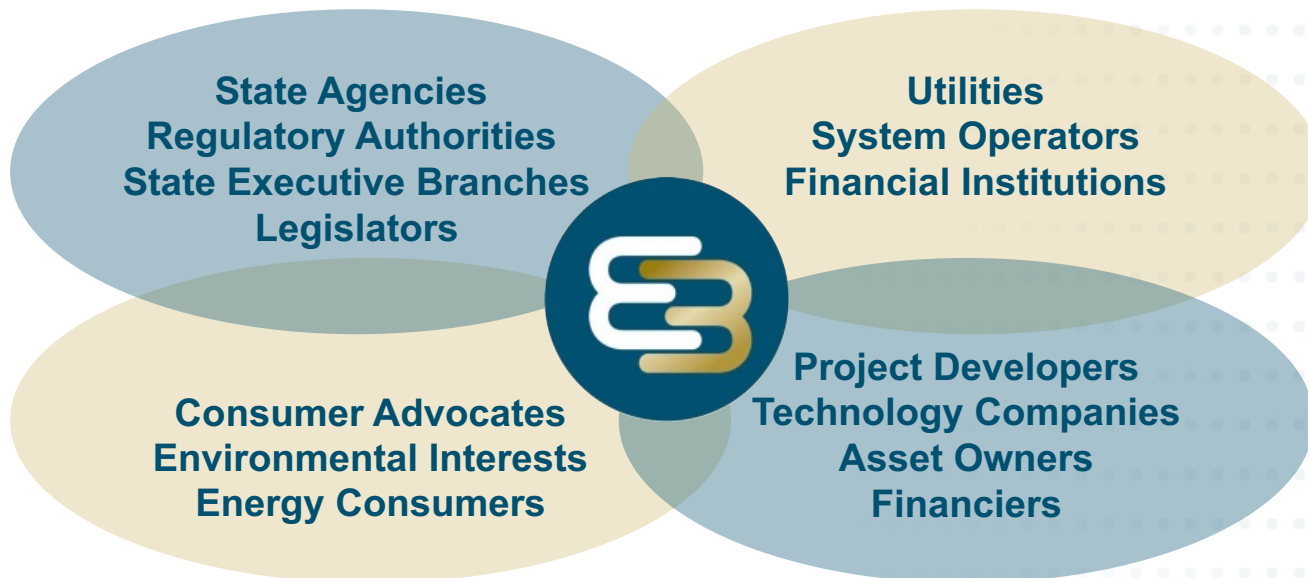 State Agencies
Regulatory Authorities
State Executive Branches
Legislators
Utilities
System Operators
Financial Institutions
Consumer Advocates
Environmental Interests
Energy Consumers
Project Developers
Technology Companies
Asset Owners
Financiers